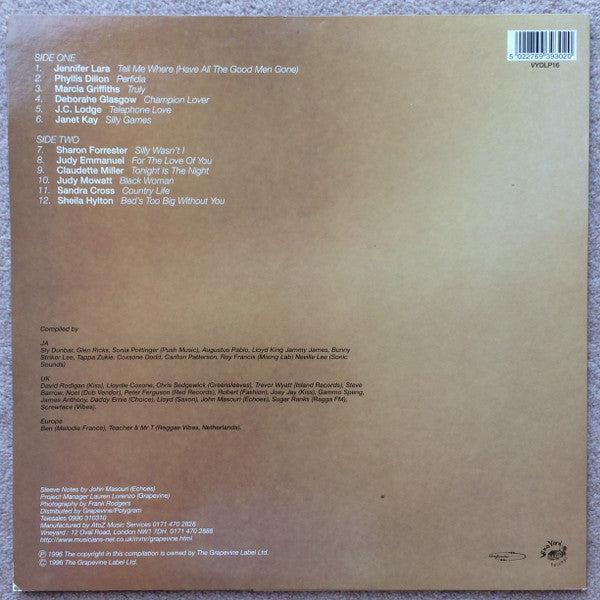 SIDE ONE
1. Jennifer Lara Tell Me Where (Have All The Good Men Gone)
2. Phyllis Dillon Perfidia
3. Marcia Griffiths Truly
4. Deborahe Glasgow Champion Lover
5. J.C. Lodge Telephone Love
6. Janet Kay Silly Games
SIDE TWO
7. Sharon Forrester Silly Wasn't I
8. Judy Emmanuel For The Love Of You
9. Claudette Miller Tonight Is The Night
10. Judy Mowatt Black Woman
11. Sandra Cross Country Life
12. Sheila Hylton Bed's Too Big Without You
5 022769 393020
VYDLP16
Compiled by
JA
Sly Dunbar, Glen Ricks, Sonia Pottinger (Push Music), Augustus Pablo, Lloyd King Jammy James, Bunny
Striker Lee, Tappa Zukie, Coxsone Dodd, Carlton Patterson, Roy Francis (Mixing Lab) Neville Lee (Sonic
Sounds)
UK
David Rodigan (Kiss), Lloydie Coxone, Chris Sedgewick (Greensleeves), Trevor Wyatt (Island Records), Steve
Barrow, Noel (Dub Vendor), Peter Ferguson (Red Records), Robert (Fashion), Joey Jay (Kiss), Gammo Speng,
James Anthony, Daddy Ernie (Choice), Lloyd (Saxon), John Masouri (Echoes), Sugar Ranks (Ragga FM),
Screwface (Vibes).
Europe
Ben (Melodie France), Teacher & Mr T (Reggae Vibes, Netherlands).
Sleeve Notes by John Masouri (Echoes)
Project Manager Lauren Lorenzo (Grapevine)
Photography by Frank Rodgers
Distributed by Grapevine/Polygram
Telesales 0990 310310
Manufactured by AtoZ Music Services 0171 470 2828
Vineyard : 12 Oval Road, London NW1 7DH. 0171 470 2888
http://www.musicians-net.co.uk/mmr/grapevine.html
Ⓟ 1996 The copyright in this compilation is owned by The Grapevine Label Ltd.
© 1996 The Grapevine Label Ltd.